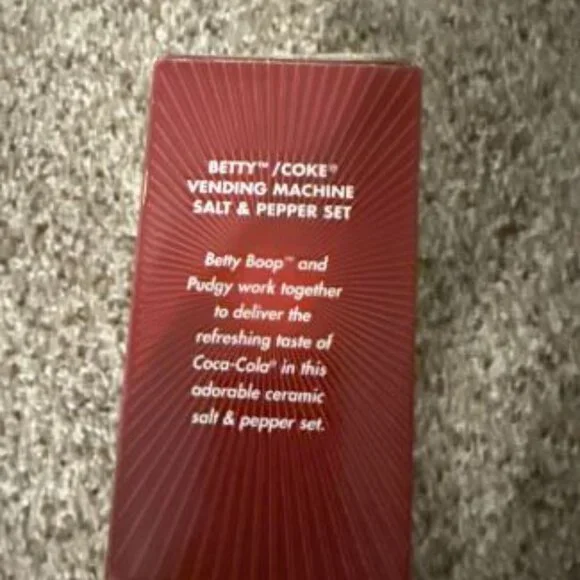 BETTY™/COKE®
VENDING MACHINE
SALT & PEPPER SET
Betty Boop™ and
Pudgy work together
to deliver the
refreshing taste of
Coca-Cola® in this
adorable ceramic
salt & pepper set.